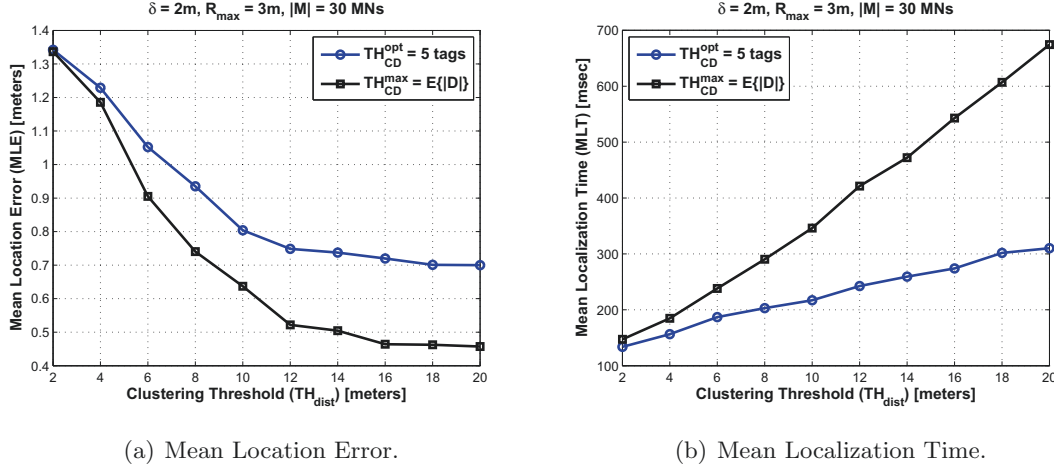 δ = 2m, R_max = 3m, |M| = 30 MNs
Mean Location Error (MLE) [meters]
1.4
1.3
1.2
1.1
1
0.9
0.8
0.7
0.6
0.5
0.4
TH_CD^opt = 5 tags
TH_CD^max = E{|D|}
2 4 6 8 10 12 14 16 18 20
Clustering Threshold (TH_dist) [meters]
(a) Mean Location Error.
δ = 2m, R_max = 3m, |M| = 30 MNs
Mean Localization Time (MLT) [msec]
700
600
500
400
300
200
100
TH_CD^opt = 5 tags
TH_CD^max = E{|D|}
2 4 6 8 10 12 14 16 18 20
Clustering Threshold (TH_dist) [meters]
(b) Mean Localization Time.